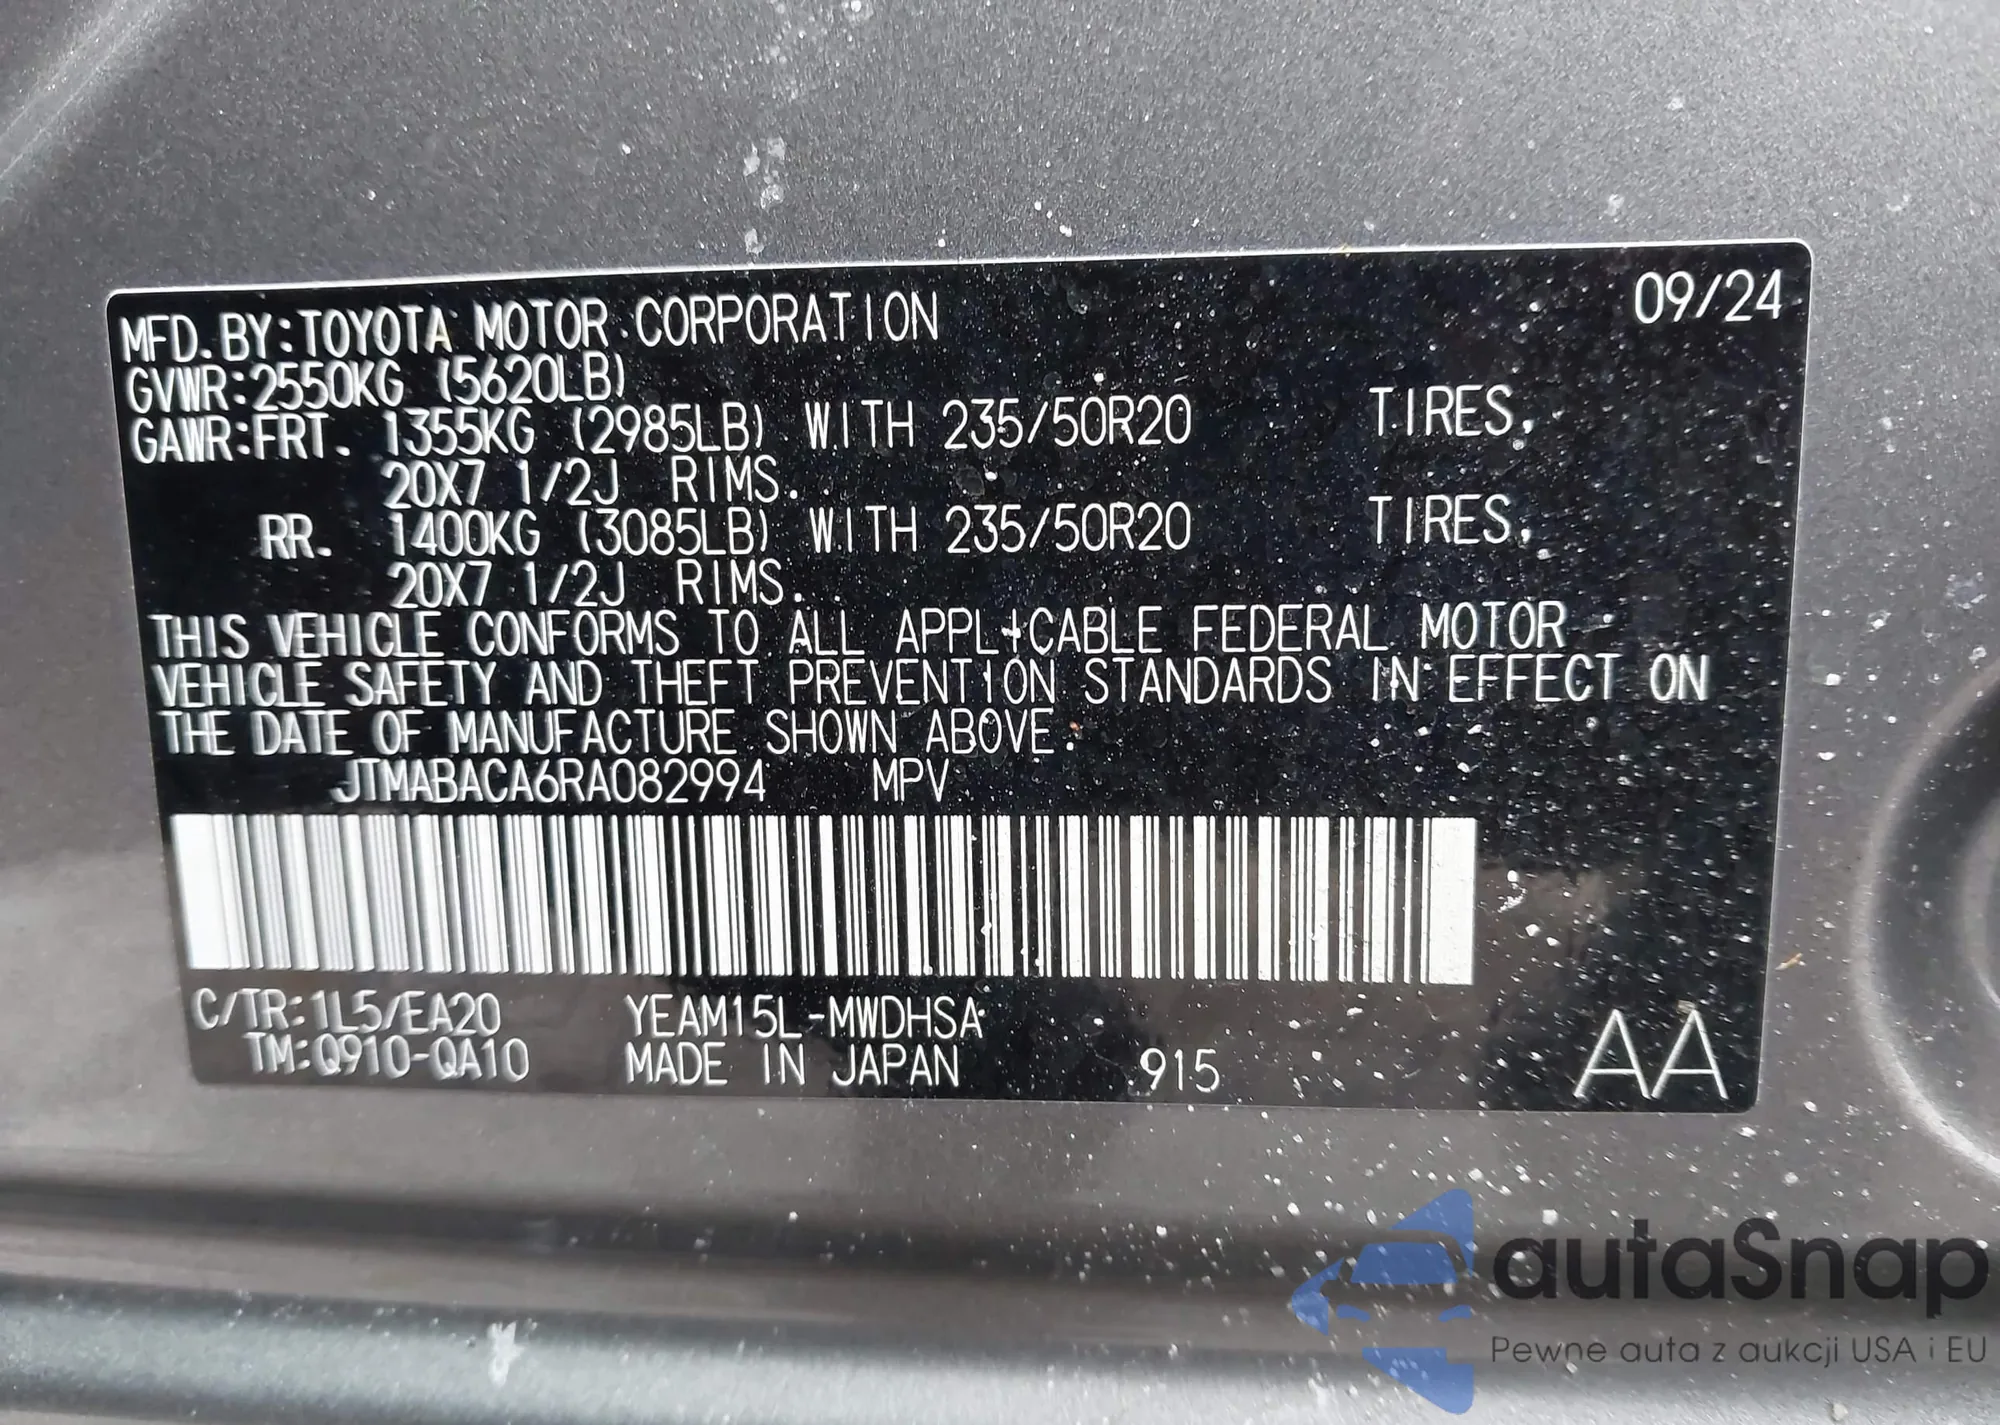 09/24
MFD. BY: TOYOTA MOTOR CORPORATION
GVWR: 2550KG (5620LB)
GAWR: FRT. 1355KG (2985LB) WITH 235/50R20 TIRES,
20X7 1/2J RIMS.
RR. 1400KG (3085LB) WITH 235/50R20 TIRES,
20X7 1/2J RIMS.
THIS VEHICLE CONFORMS TO ALL APPLICABLE FEDERAL MOTOR
VEHICLE SAFETY AND THEFT PREVENTION STANDARDS IN EFFECT ON
THE DATE OF MANUFACTURE SHOWN ABOVE.
JTMABACA6RA082994 MPV
C/TR: 1L5/EA20 YEAM15L-MWDHSA
TM: Q910-QA10 MADE IN JAPAN 915 AA
autaSnap
Pewne auta z aukcji USA i EU